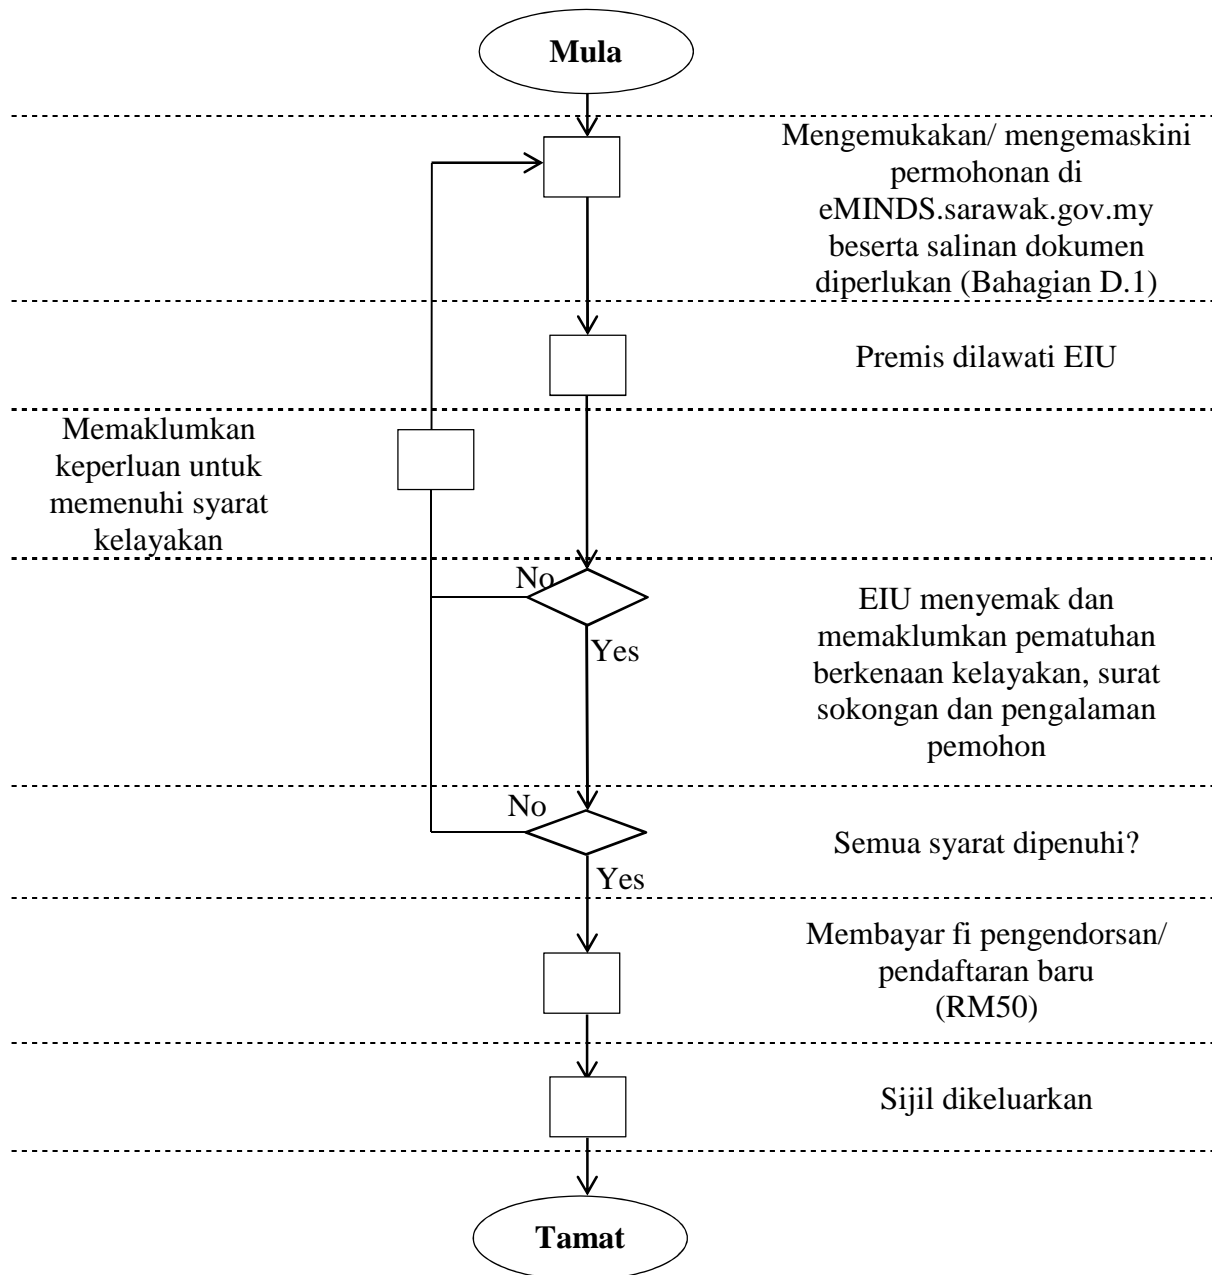 Mula
Mengemukakan/ mengemaskini
permohonan di
eMINDS.sarawak.gov.my
beserta salinan dokumen
diperlukan (Bahagian D.1)
Premis dilawati EIU
Memaklumkan
keperluan untuk
memenuhi syarat
kelayakan
No
Yes
EIU menyemak dan
memaklumkan pematuhan
berkenaan kelayakan, surat
sokongan dan pengalaman
pemohon
No
Semua syarat dipenuhi?
Yes
Membayar fi pengendorsan/
pendaftaran baru
(RM50)
Sijil dikeluarkan
Tamat